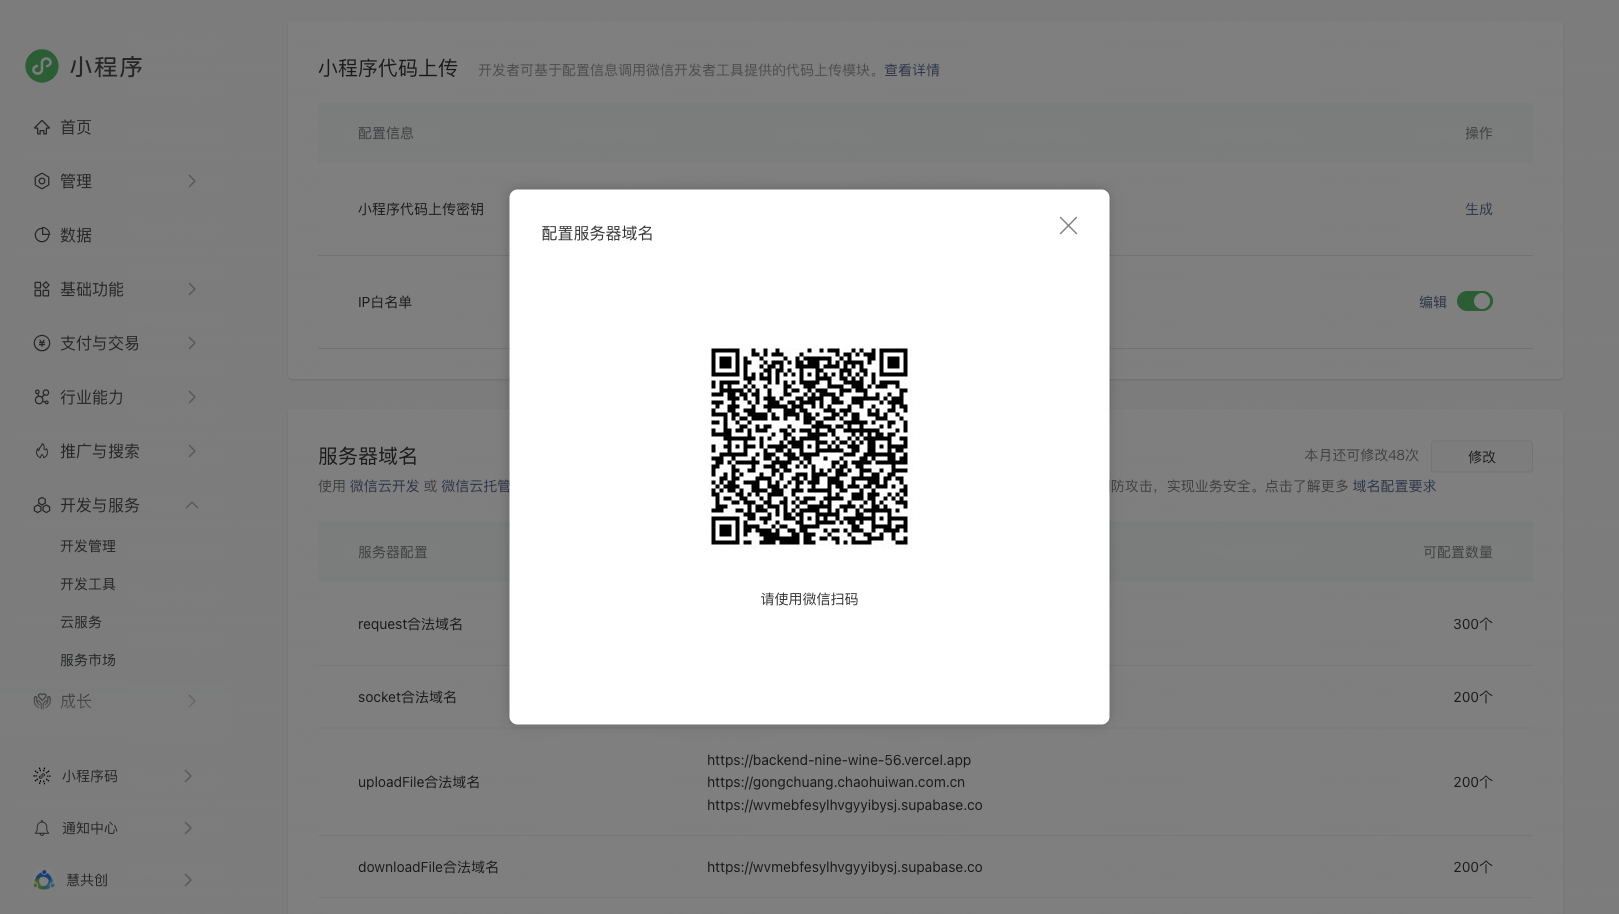 小程序
首页
管理
数据
基础功能
支付与交易
行业能力
推广与搜索
开发与服务
开发管理
开发工具
云服务
服务市场
成长
小程序码
通知中心
慧共创
小程序代码上传 开发者可基于配置信息调用微信开发者工具提供的代码上传模块。查看详情
配置信息 操作
小程序代码上传密钥 生成
IP白名单 编辑
配置服务器域名
请使用微信扫码
服务器域名 本月还可修改48次 修改
使用 微信云开发 或 微信云托管 防攻击，实现业务安全。点击了解更多 域名配置要求
服务器配置 可配置数量
request合法域名 300个
socket合法域名 200个
uploadFile合法域名 https://backend-nine-wine-56.vercel.app
https://gongchuang.chaohuiwan.com.cn
https://wvmebfesylhvgyyibysj.supabase.co 200个
downloadFile合法域名 https://wvmebfesylhvgyyibysj.supabase.co 200个